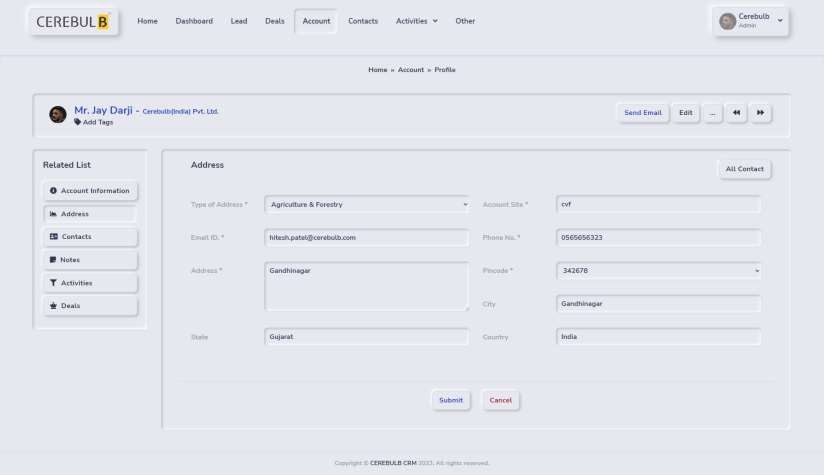 CEREBULB Home Dashboard Lead Deals Account Contacts Activities Other Cerebulb
Admin
Home » Account » Profile
Mr. Jay Darji - Cerebulb(India) Pvt. Ltd. Send Email Edit ...
Add Tags
Related List
Account Information
Address
Contacts
Notes
Activities
Deals
Address All Contact
Type of Address * Agriculture & Forestry Account Site * cvf
Email ID. * hitesh.patel@cerebulb.com Phone No. * 0565656323
Address * Gandhinagar Pincode * 342678
City Gandhinagar
State Gujarat Country India
Submit Cancel
Copyright © CEREBULB CRM 2023. All rights reserved.